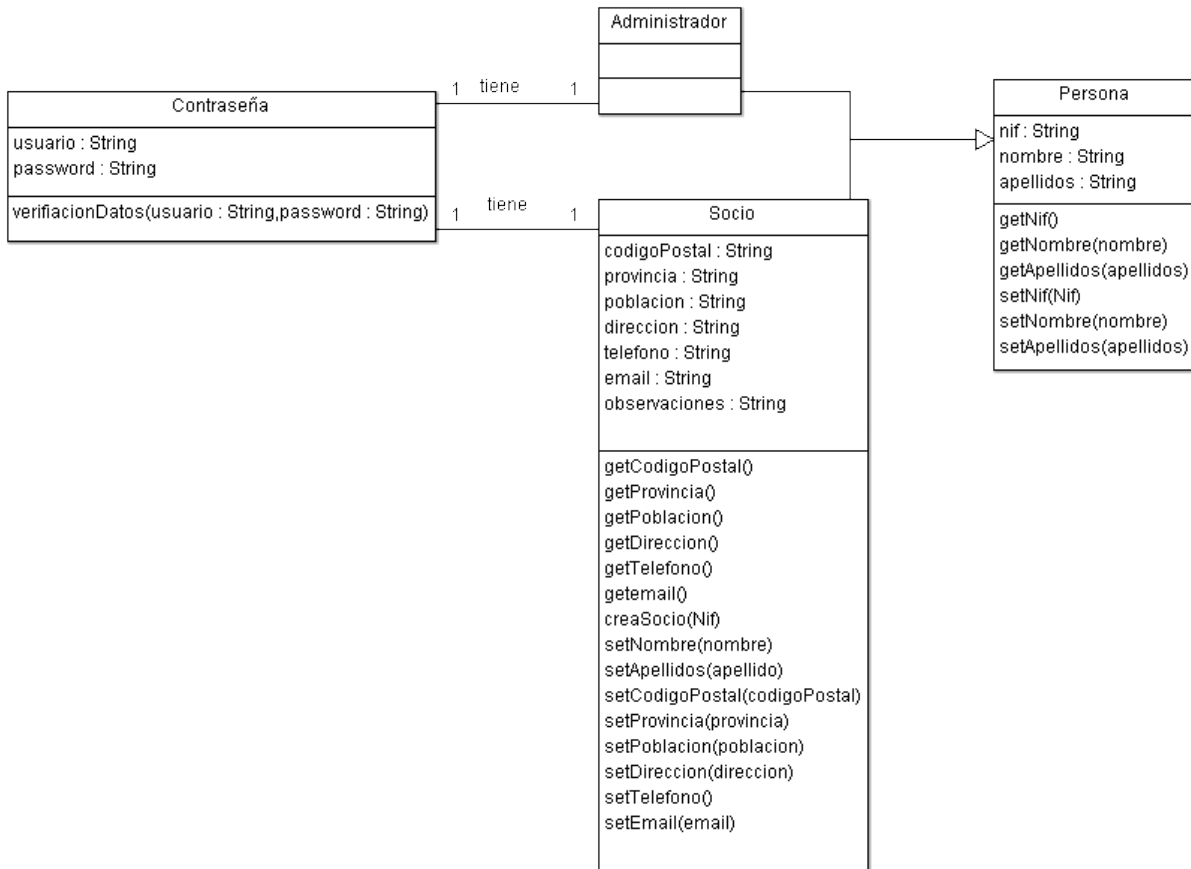 Administrador
1 tiene 1
Contraseña
usuario : String
password : String
verifiacionDatos(usuario : String,password : String)
1 tiene 1
Socio
codigoPostal : String
provincia : String
poblacion : String
direccion : String
telefono : String
email : String
observaciones : String
getCodigoPostal()
getProvincia()
getPoblacion()
getDireccion()
getTelefono()
getemail()
creaSocio(Nif)
setNombre(nombre)
setApellidos(apellido)
setCodigoPostal(codigoPostal)
setProvincia(provincia)
setPoblacion(poblacion)
setDireccion(direccion)
setTelefono()
setEmail(email)
Persona
nif : String
nombre : String
apellidos : String
getNif()
getNombre(nombre)
getApellidos(apellidos)
setNif(Nif)
setNombre(nombre)
setApellidos(apellidos)